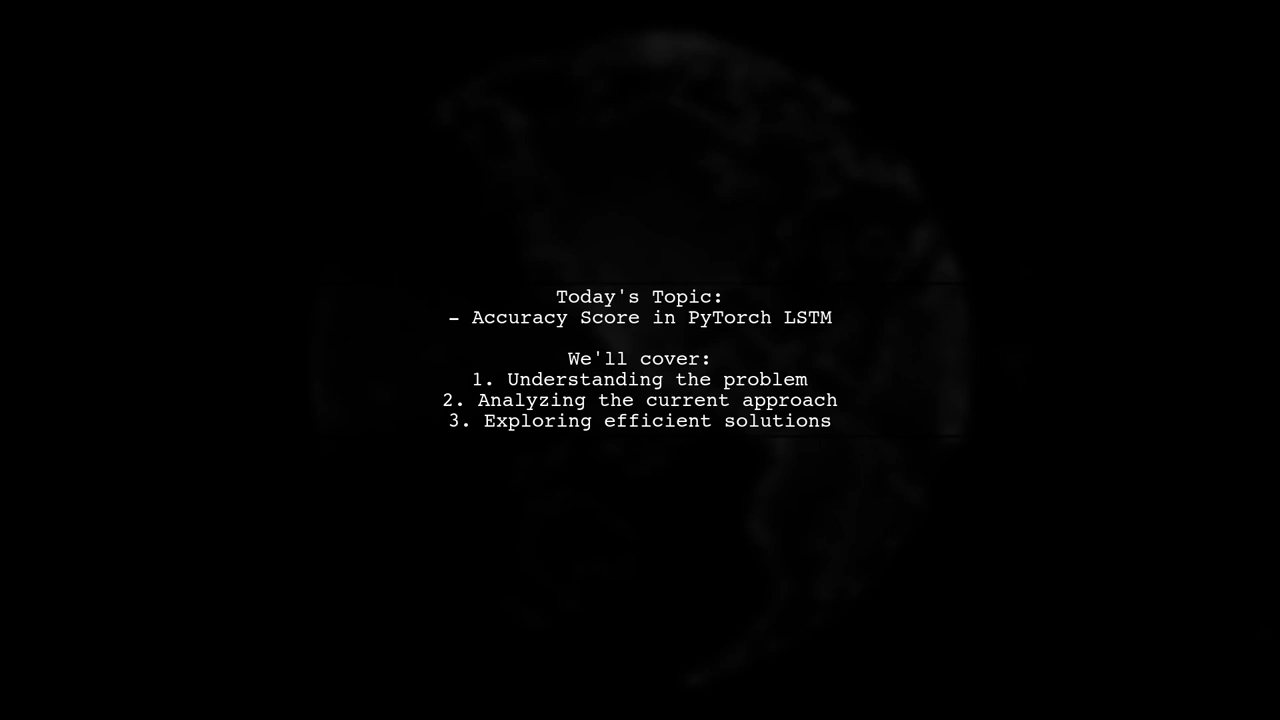 Today's Topic:
- Accuracy Score in PyTorch LSTM
We'll cover:
1. Understanding the problem
2. Analyzing the current approach
3. Exploring efficient solutions